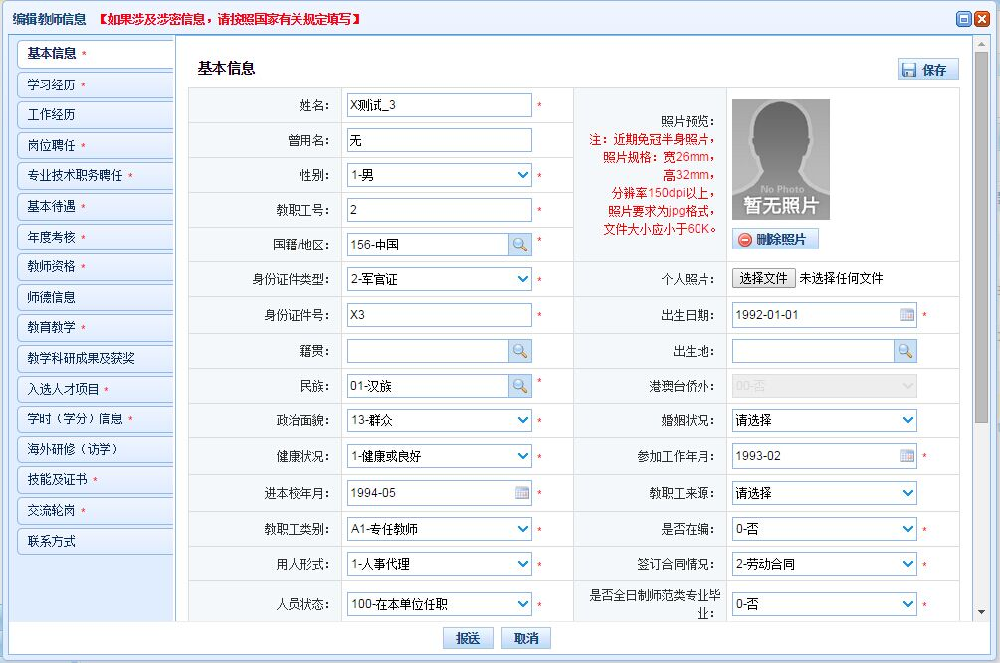 编辑教师信息 【如果涉及涉密信息，请按照国家有关规定填写】
基本信息 *
学习经历 *
工作经历
岗位聘任 *
专业技术职务聘任 *
基本待遇 *
年度考核 *
教师资格 *
师德信息
教育教学 *
教学科研成果及获奖
入选人才项目 *
学时（学分）信息 *
海外研修（访学）
技能及证书 *
交流轮岗 *
联系方式
基本信息
保存
姓名： X测试_3 *
曾用名： 无
性别： 1-男 *
教职工号： 2 *
国籍/地区： 156-中国 *
照片预览：
注：近期免冠半身照片，
照片规格：宽26mm，
高32mm，
分辨率150dpi以上，
照片要求为jpg格式，
文件大小应小于60K。
No Photo
暂无照片
删除照片
身份证件类型： 2-军官证 *
个人照片： 选择文件 未选择任何文件
身份证件号： X3 *
出生日期： 1992-01-01 *
籍贯：
出生地：
民族： 01-汉族 *
港澳台侨外： 00-否
政治面貌： 13-群众 *
婚姻状况： 请选择
健康状况： 1-健康或良好 *
参加工作年月： 1993-02 *
进本校年月： 1994-05 *
教职工来源： 请选择
教职工类别： A1-专任教师 *
是否在编： 0-否 *
用人形式： 1-人事代理 *
签订合同情况： 2-劳动合同 *
人员状态： 100-在本单位任职 *
是否全日制师范类专业毕
业： 0-否 *
报送 取消